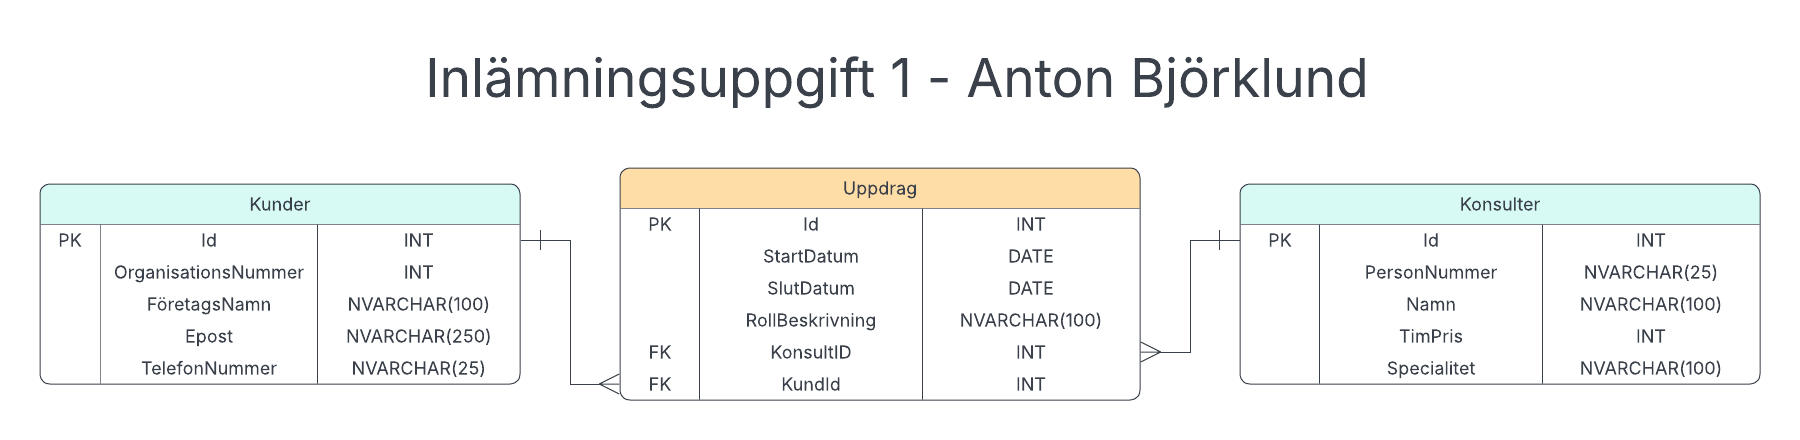 Inlämningsuppgift 1 - Anton Björklund
Kunder
PK Id INT
OrganisationsNummer INT
FöretagsNamn NVARCHAR(100)
Epost NVARCHAR(250)
TelefonNummer NVARCHAR(25)
Uppdrag
PK Id INT
StartDatum DATE
SlutDatum DATE
RollBeskrivning NVARCHAR(100)
FK KonsultID INT
FK KundId INT
Konsulter
PK Id INT
PersonNummer NVARCHAR(25)
Namn NVARCHAR(100)
TimPris INT
Specialitet NVARCHAR(100)